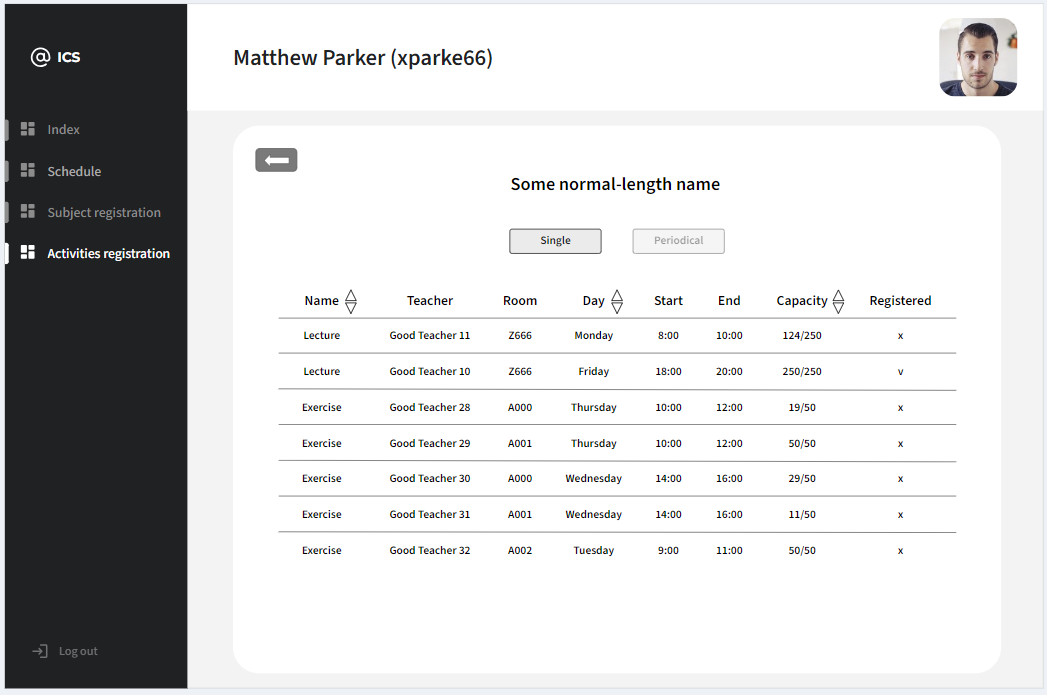 @ ICS
Matthew Parker (xparke66)
Index
Schedule
Subject registration
Activities registration
Log out
Some normal-length name
Single Periodical
Name Teacher Room Day Start End Capacity Registered
Lecture Good Teacher 11 Z666 Monday 8:00 10:00 124/250 x
Lecture Good Teacher 10 Z666 Friday 18:00 20:00 250/250 v
Exercise Good Teacher 28 A000 Thursday 10:00 12:00 19/50 x
Exercise Good Teacher 29 A001 Thursday 10:00 12:00 50/50 x
Exercise Good Teacher 30 A000 Wednesday 14:00 16:00 29/50 x
Exercise Good Teacher 31 A001 Wednesday 14:00 16:00 11/50 x
Exercise Good Teacher 32 A002 Tuesday 9:00 11:00 50/50 x